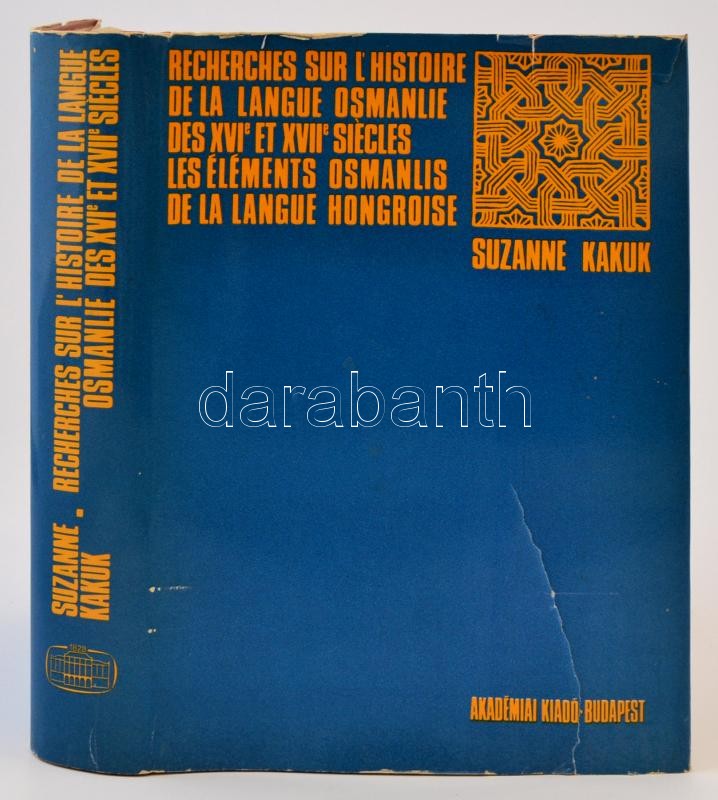 RECHERCHES SUR L'HISTOIRE
DE LA LANGUE OSMANLIE
DES XVIe ET XVIIe SIÈCLES
LES ÉLÉMENTS OSMANLIS
DE LA LANGUE HONGROISE
SUZANNE KAKUK
AKADÉMIAI KIADÓ · BUDAPEST
SUZANNE
KAKUK
. RECHERCHES SUR L'HISTOIRE DE LA LANGUE
OSMANLIE DES XVIe ET XVIIe SIÈCLES
1828
darabanth